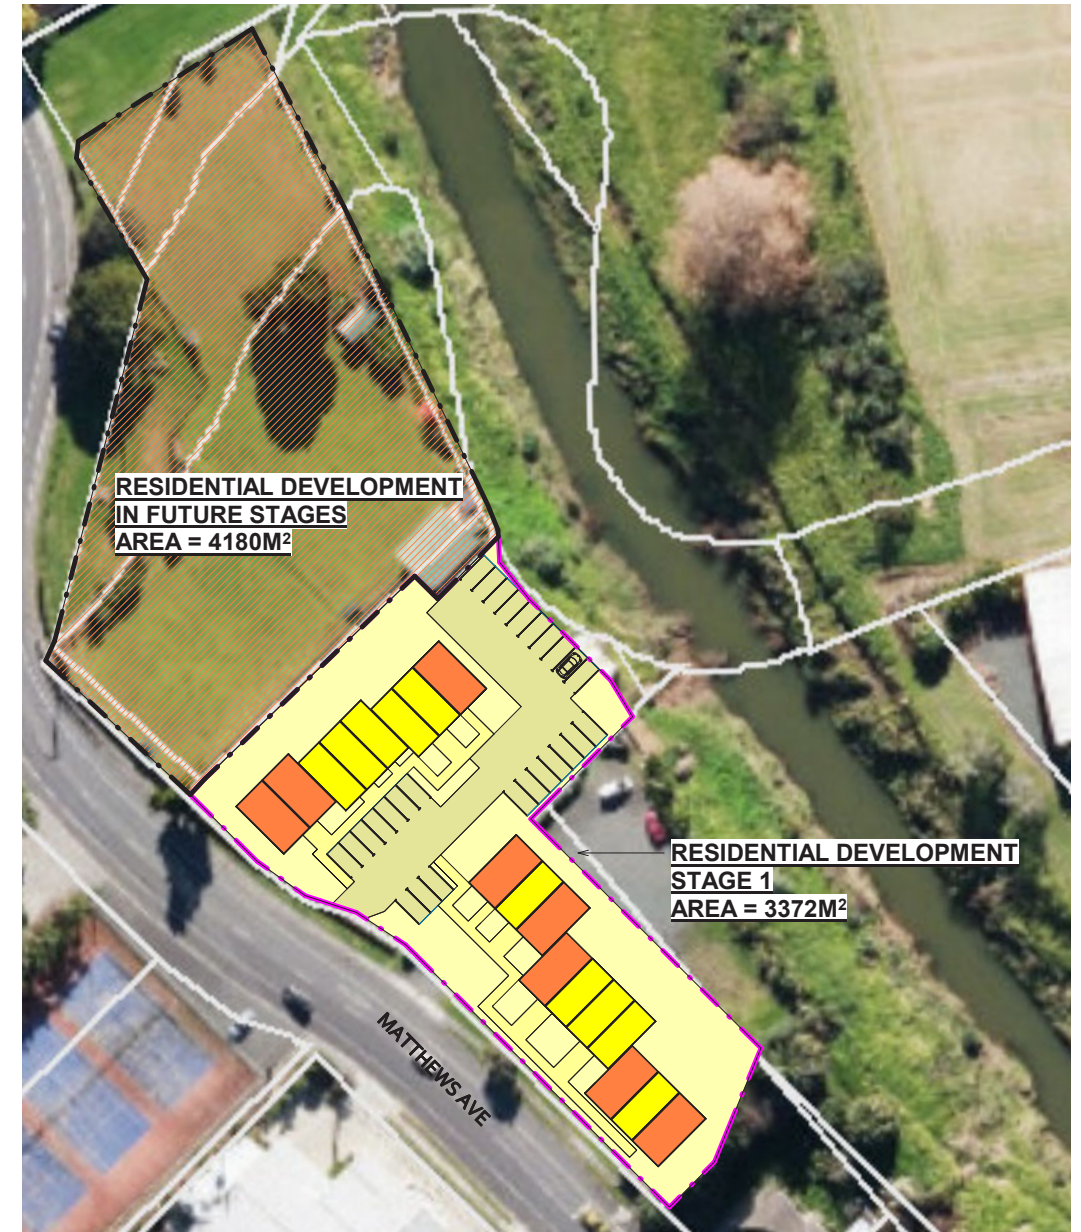 RESIDENTIAL DEVELOPMENT
IN FUTURE STAGES
AREA = 4180M²
RESIDENTIAL DEVELOPMENT
STAGE 1
AREA = 3372M²
MATTHEWS AVE